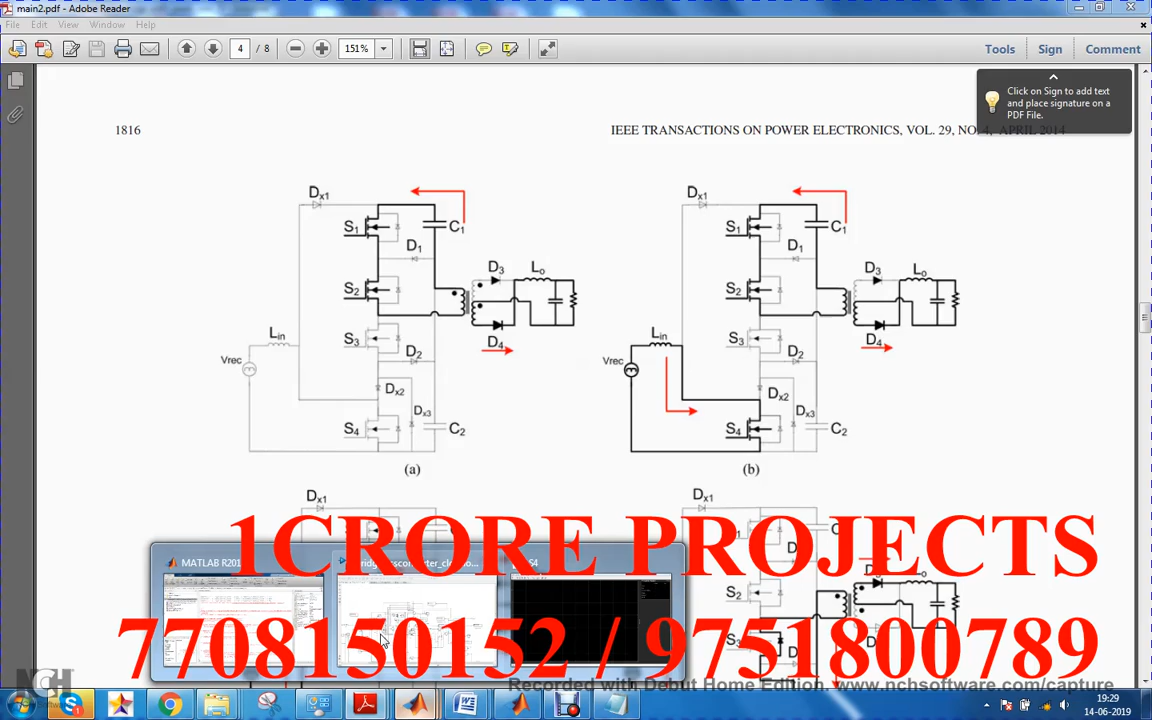 main2.pdf - Adobe Reader
File Edit View Window Help
4 / 8 151%
Tools Sign Comment
Click on Sign to add text
and place signature on a
PDF File.
1816
IEEE TRANSACTIONS ON POWER ELECTRONICS, VOL. 29, NO. 4, APRIL 2014
Dx1
S1
C1
D1
S2
D3
Lo
D4
Lin
S3
D2
Vrec
Dx2
Dx3
S4
C2
(a)
Dx1
S1
C1
D1
S2
D3
Lo
D4
Lin
S3
D2
Vrec
Dx2
Dx3
S4
C2
(b)
Dx1
Dx1
S2
1CRORE PROJECTS
MATLAB R201
7708150152 / 9751800789
NCH
Recorded with Debut Home Edition. www.nchsoftware.com/capture
19:29
14-06-2019